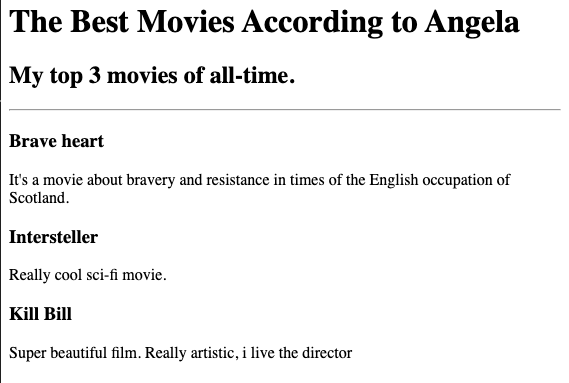 The Best Movies According to Angela
My top 3 movies of all-time.
Brave heart
It's a movie about bravery and resistance in times of the English occupation of
Scotland.
Intersteller
Really cool sci-fi movie.
Kill Bill
Super beautiful film. Really artistic, i live the director